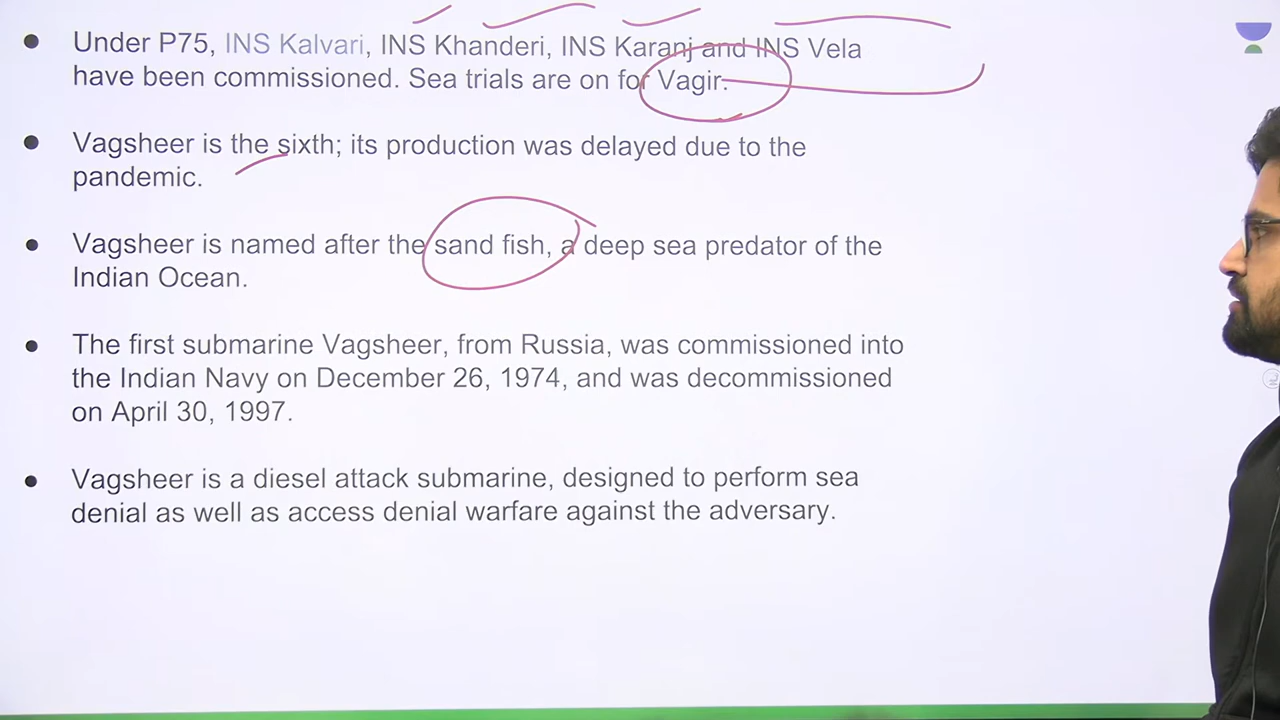 ● Under P75, INS Kalvari, INS Khanderi, INS Karanj and INS Vela
have been commissioned. Sea trials are on for Vagir.
● Vagsheer is the sixth; its production was delayed due to the
pandemic.
● Vagsheer is named after the sand fish, a deep sea predator of the
Indian Ocean.
● The first submarine Vagsheer, from Russia, was commissioned into
the Indian Navy on December 26, 1974, and was decommissioned
on April 30, 1997.
● Vagsheer is a diesel attack submarine, designed to perform sea
denial as well as access denial warfare against the adversary.